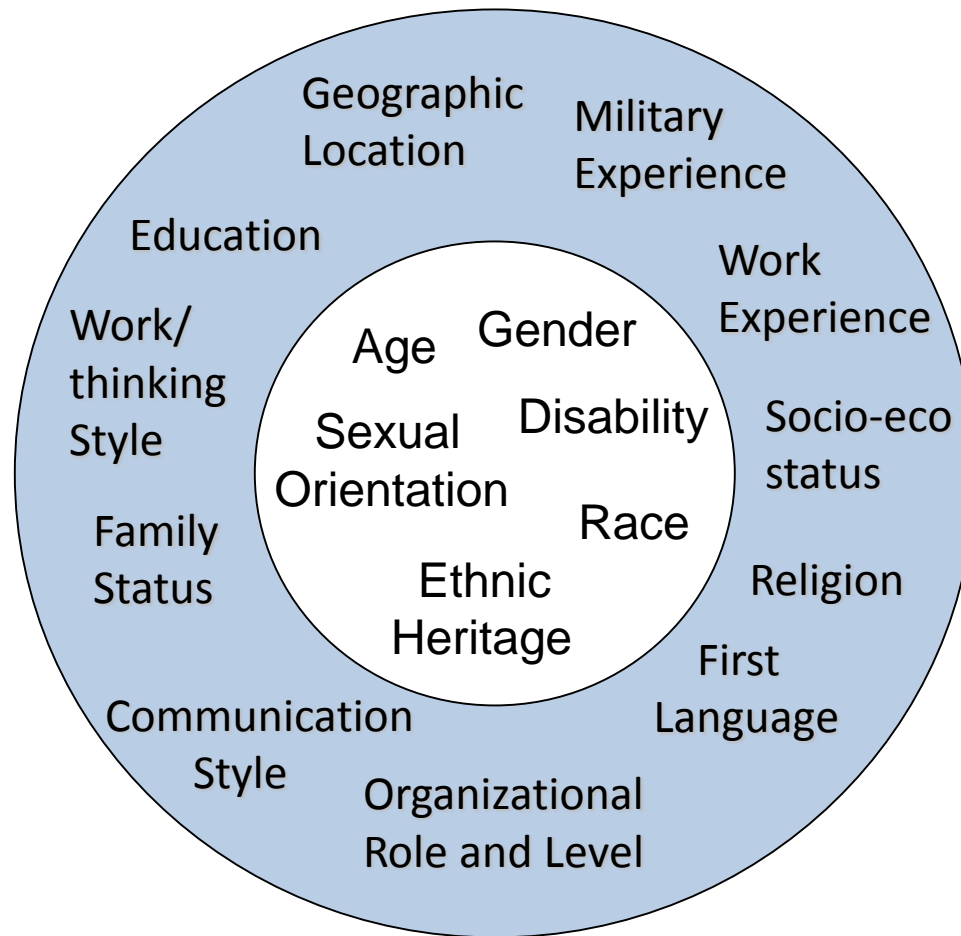 Geographic
Location
Military
Experience
Education
Work
Experience
Work/
thinking
Style
Socio-eco
status
Family
Status
Religion
First
Language
Communication
Style
Organizational
Role and Level
Age
Gender
Sexual
Orientation
Disability
Race
Ethnic
Heritage